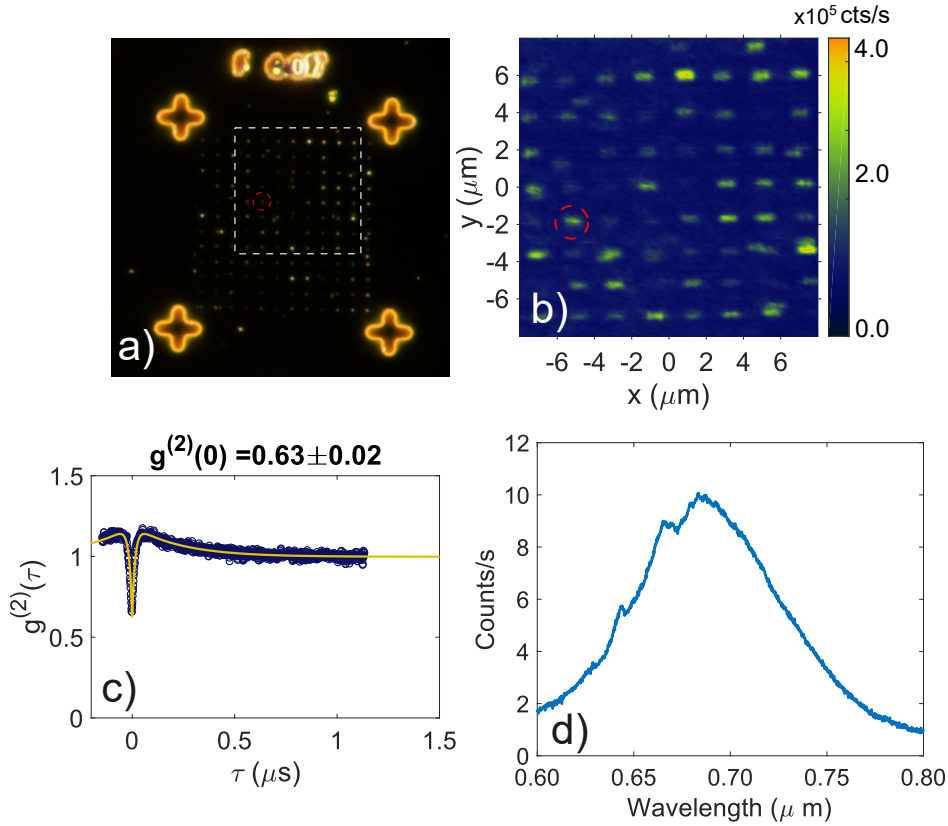 a)
x10⁵ cts/s
4.0
2.0
0.0
6
4
2
0
-2
-4
-6
y (μm)
b)
-6 -4 -2 0 2 4 6
x (μm)
g⁽²⁾(0) =0.63±0.02
1.5
1
0.5
0
g⁽²⁾(τ)
c)
0 0.5 1 1.5
τ (μs)
12
10
8
6
4
2
0
Counts/s
d)
0.60 0.65 0.70 0.75 0.80
Wavelength (μ m)